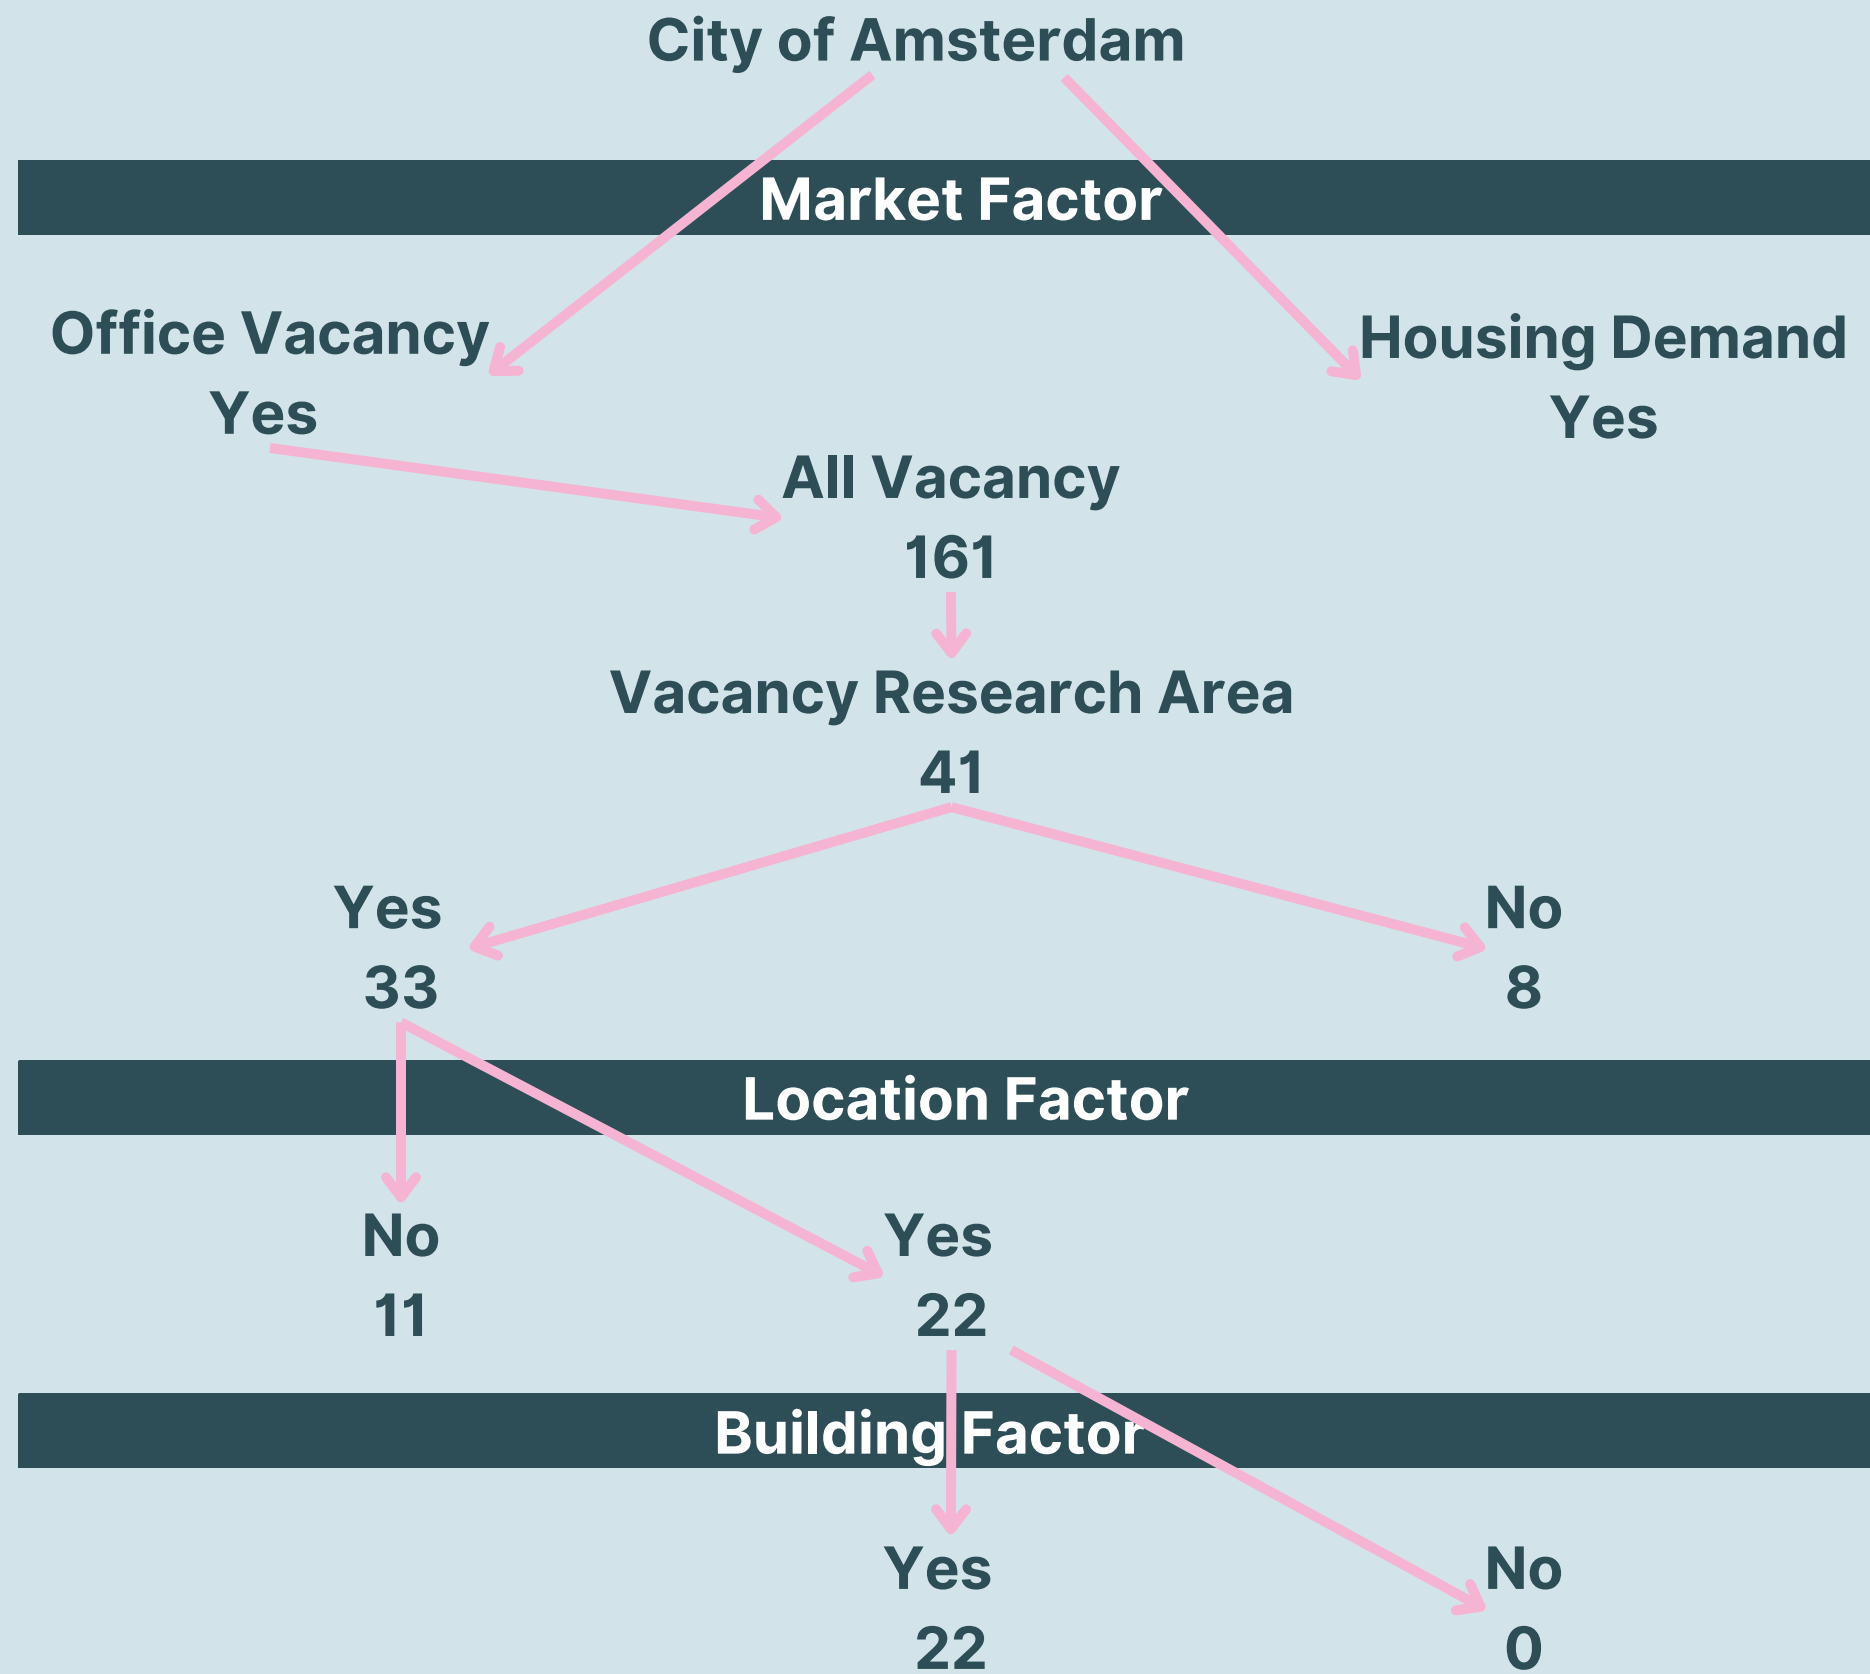 City of Amsterdam
Market Factor
Office Vacancy
Yes
Housing Demand
Yes
All Vacancy
161
Vacancy Research Area
41
Yes
33
No
8
Location Factor
No
11
Yes
22
Building Factor
Yes
22
No
0